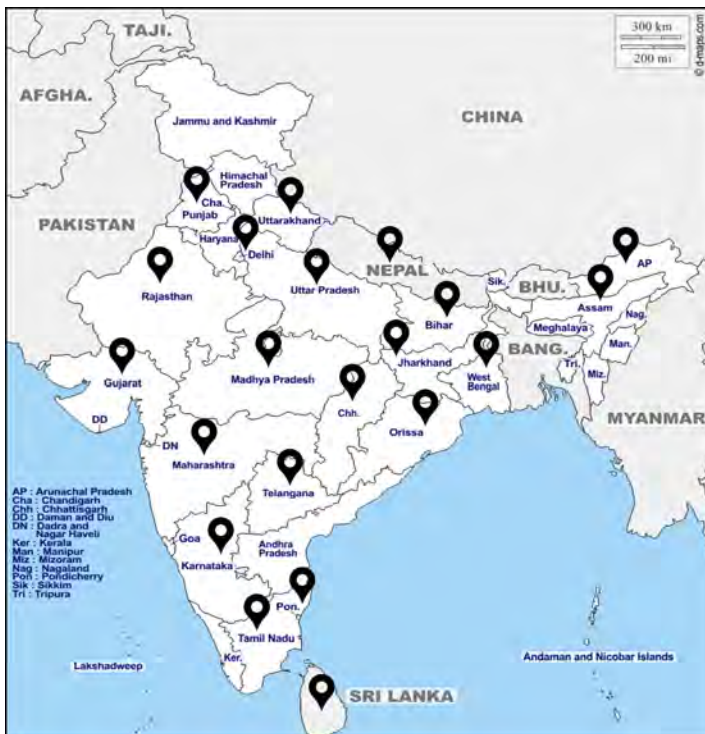 TAJI.
300 km
200 mi
© d-maps.com
AFGHA.
CHINA
Jammu and Kashmir
Himachal
Pradesh
Cha.
Punjab
PAKISTAN
Uttarakhand
Haryana
Delhi
NEPAL
AP
Rajasthan
Uttar Pradesh
Sik.
BHU.
Assam
Nag.
Bihar
Meghalaya
Man.
BANG.
Jharkhand
Tri.
Miz.
Gujarat
Madhya Pradesh
West
Bengal
Chh.
DD
Orissa
MYANMAR
DN
Maharashtra
Telangana
AP : Arunachal Pradesh
Cha : Chandigarh
Chh : Chhattisgarh
DD : Daman and Diu
DN : Dadra and
Nagar Haveli
Ker : Kerala
Man : Manipur
Miz : Mizoram
Nag : Nagaland
Pon : Pondicherry
Sik : Sikkim
Tri : Tripura
Goa
Andhra
Pradesh
Karnataka
Pon.
Tamil Nadu
Ker.
Lakshadweep
Andaman and Nicobar Islands
SRI LANKA